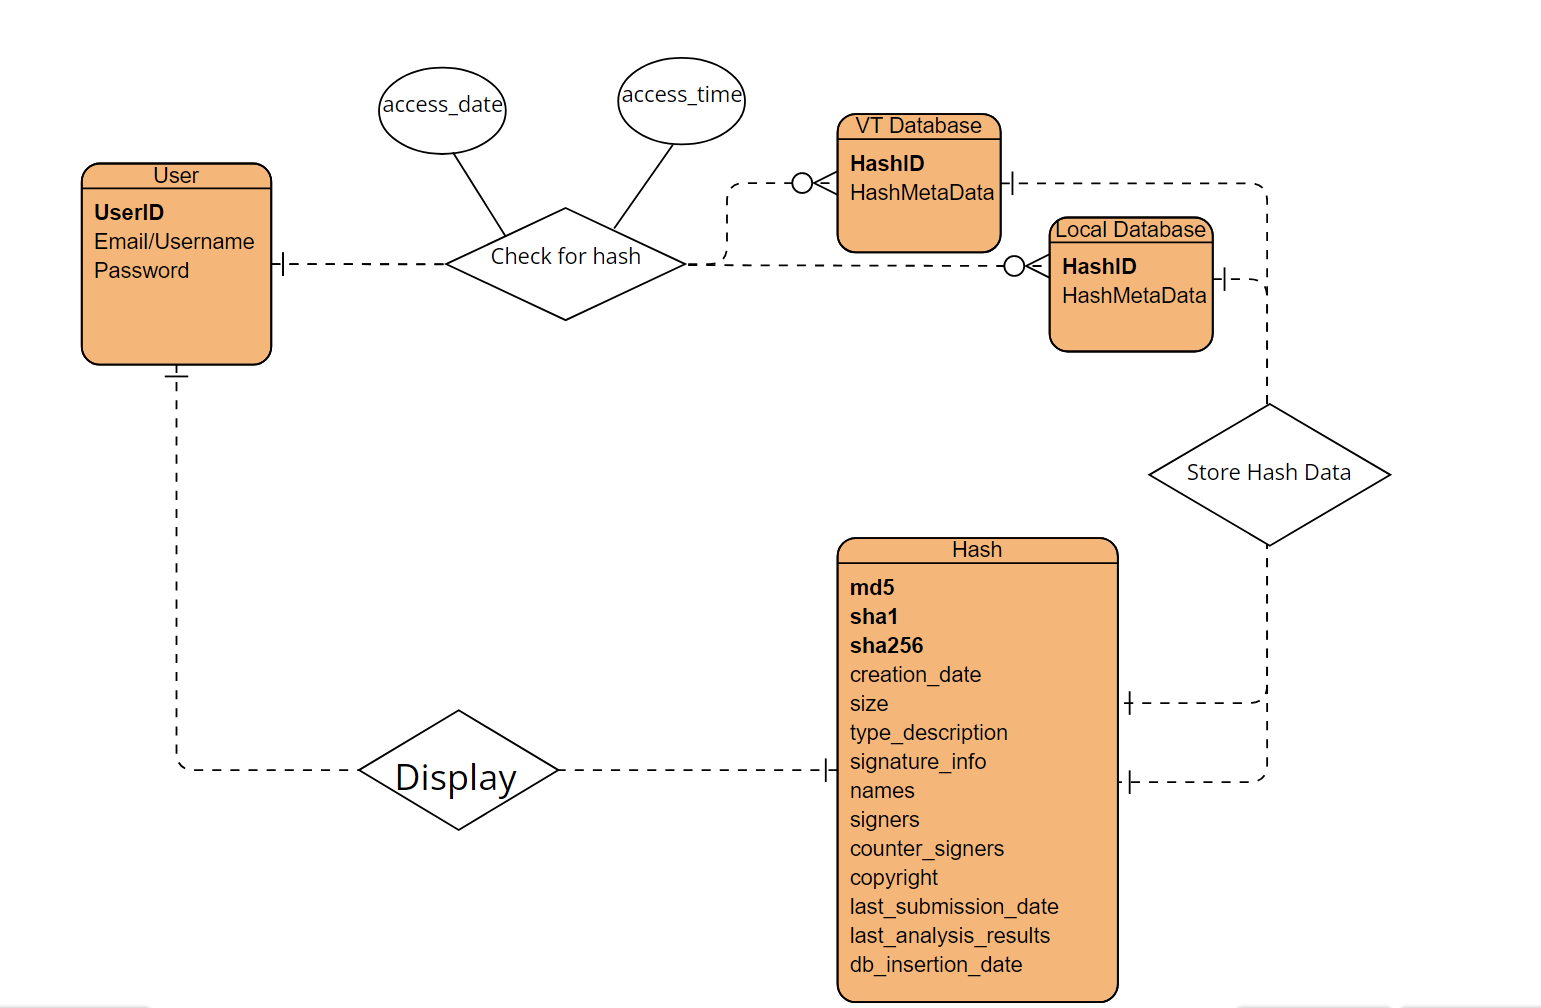 access_date
access_time
User
UserID
Email/Username
Password
Check for hash
VT Database
HashID
HashMetaData
Local Database
HashID
HashMetaData
Store Hash Data
Hash
md5
sha1
sha256
creation_date
size
type_description
signature_info
names
signers
counter_signers
copyright
last_submission_date
last_analysis_results
db_insertion_date
Display